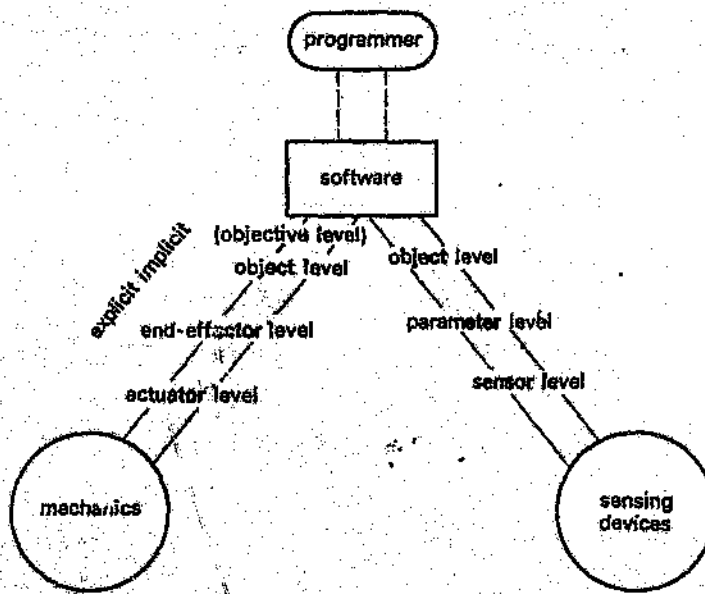 programmer
software
(objective level)
object level
object level
explicit implicit
end-effector level
parameter level
actuator level
sensor level
mechanics
sensing
devices